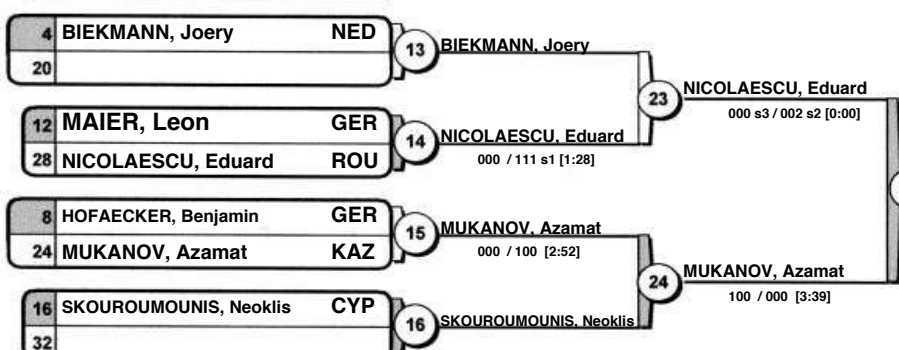 4 BIEKMANN, Joery NED
20
13
BIEKMANN, Joery
12 MAIER, Leon GER
28 NICOLAESCU, Eduard ROU
14
NICOLAESCU, Eduard
000 / 111 s1 [1:28]
23
NICOLAESCU, Eduard
000 s3 / 002 s2 [0:00]
8 HOFAECKER, Benjamin GER
24 MUKANOV, Azamat KAZ
15
MUKANOV, Azamat
000 / 100 [2:52]
16 SKOUROUMOUNIS, Neoklis CYP
32
16
SKOUROUMOUNIS, Neoklis
24
MUKANOV, Azamat
100 / 000 [3:39]